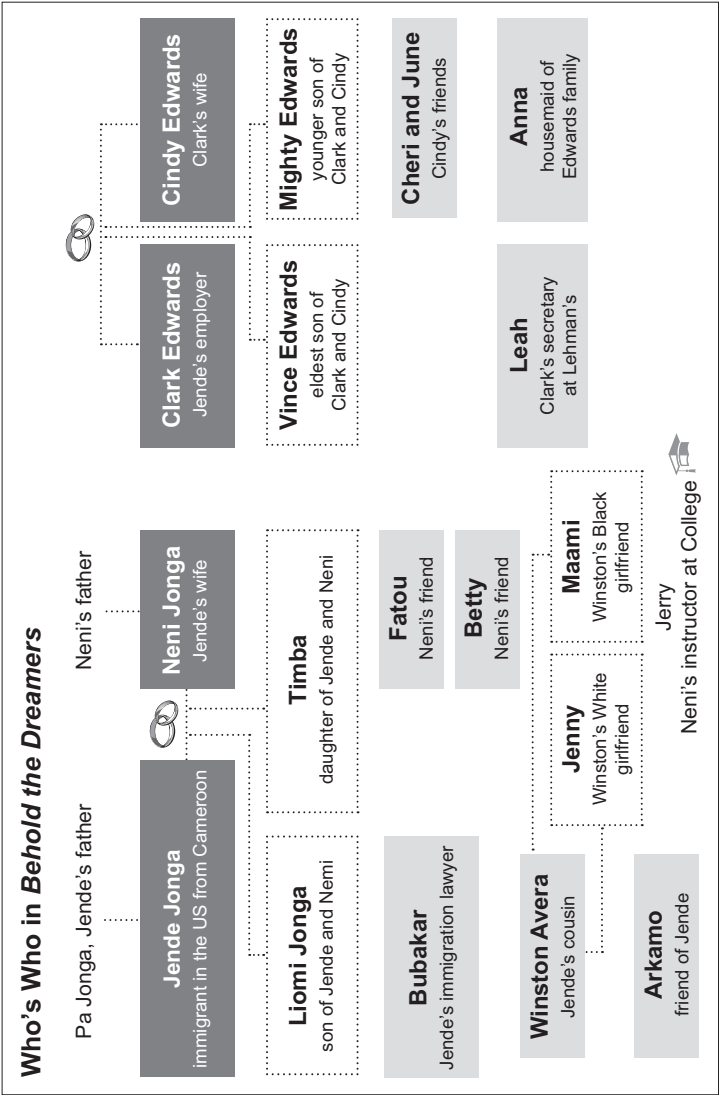 Who's Who in Behold the Dreamers
Pa Jonga, Jende's father
Neni's father
Jende Jonga
immigrant in the US from Cameroon
Neni Jonga
Jende's wife
Clark Edwards
Jende's employer
Cindy Edwards
Clark's wife
Liomi Jonga
son of Jende and Nemi
Timba
daughter of Jende and Neni
Vince Edwards
eldest son of
Clark and Cindy
Mighty Edwards
younger son of
Clark and Cindy
Bubakar
Jende's immigration lawyer
Fatou
Neni's friend
Betty
Neni's friend
Cheri and June
Cindy's friends
Winston Avera
Jende's cousin
Jenny
Winston's White
girlfriend
Maami
Winston's Black
girlfriend
Leah
Clark's secretary
at Lehman's
Anna
housemaid of
Edwards family
Arkamo
friend of Jende
Jerry
Neni's instructor at College